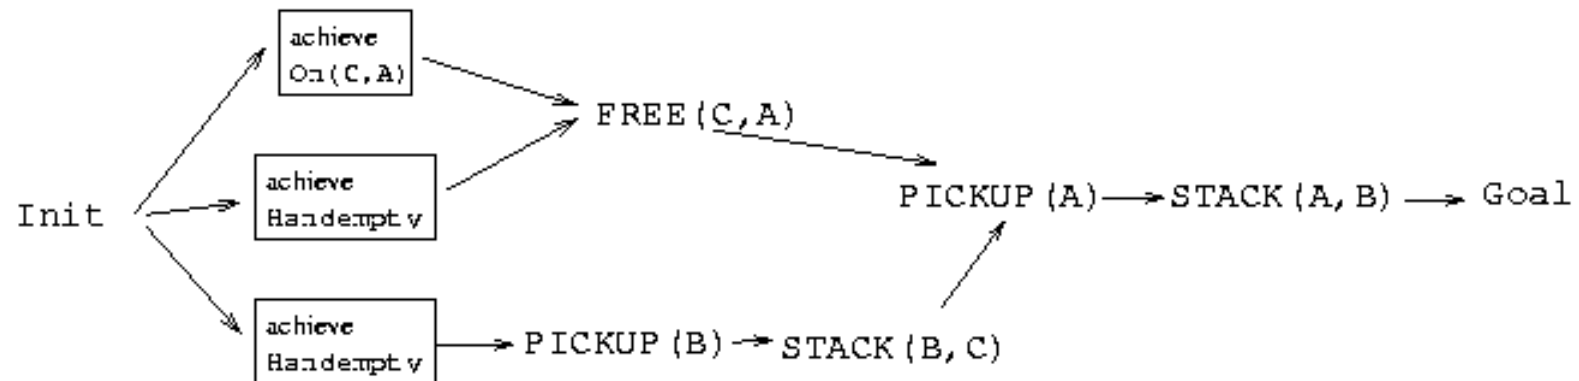 achieve
On(C,A)
FREE(C,A)
achieve
Handempty
Init
PICKUP(A)
STACK(A,B)
Goal
achieve
Handempty
PICKUP(B)
STACK(B,C)